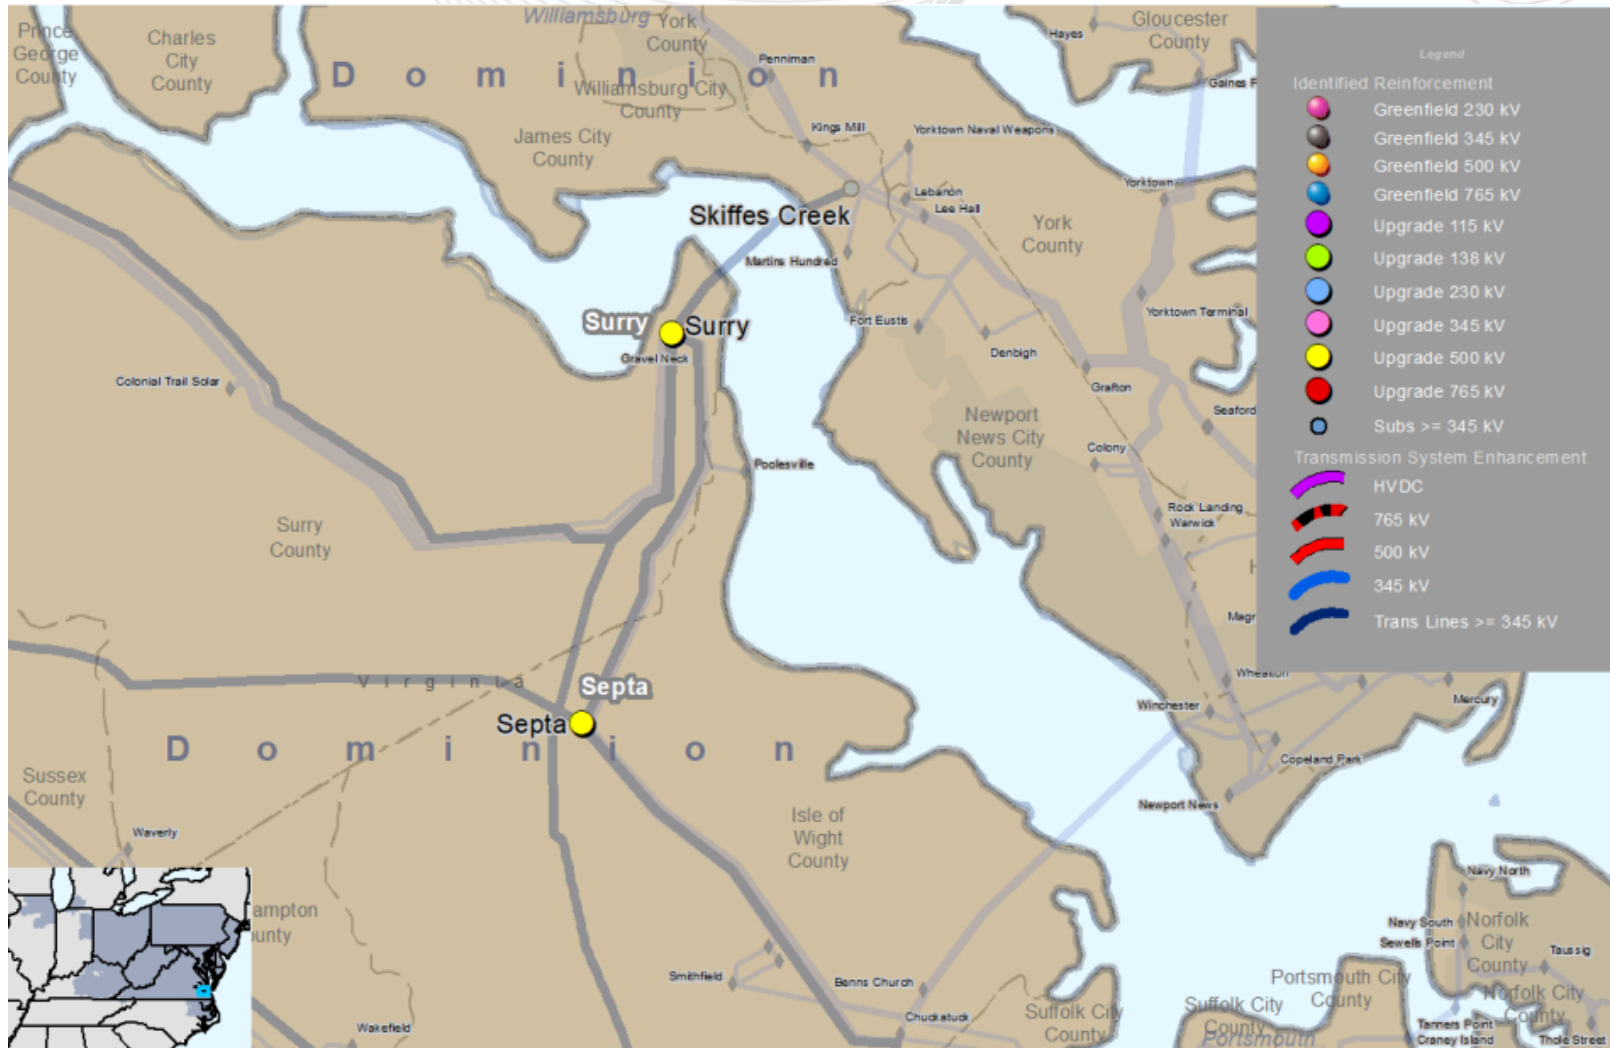 Williamsburg
York
County
Gloucester
County
Hayes
Prince
George
County
Charles
City
County
Penniman
Dominion
Williamsburg City
County
Gaines
James City
County
Kings Mill
Yorktown Naval Weapons
Yorktown
Lebanon
Lee Hall
Skiffes Creek
York
County
Martins Hundred
Surry
Surry
Fort Eustis
Yorktown Terminal
Gravel Neck
Denbigh
Colonial Trail Solar
Grafton
Newport
News City
County
Seaford
Colony
Poolesville
Surry
County
Rock Landing
Warwick
H
Magr
Virginia
Septa
Septa
Wheaton
Winchester
Mercury
Dominion
Copeland Park
Sussex
County
Newport News
Isle of
Wight
County
Waverly
Navy North
ampton
ounty
Navy South
Sewells Point
Norfolk
City
County
Taussig
Smithfield
Benns Church
Portsmouth City
County
Norfolk City
County
Chuckatuck
Suffolk City
County
Suffolk City
County
Portsmouth
Wakefield
Tanners Point
Craney Island
Thole Street
Legend
Identified Reinforcement
Greenfield 230 kV
Greenfield 345 kV
Greenfield 500 kV
Greenfield 765 kV
Upgrade 115 kV
Upgrade 138 kV
Upgrade 230 kV
Upgrade 345 kV
Upgrade 500 kV
Upgrade 765 kV
Subs >= 345 kV
Transmission System Enhancement
HVDC
765 kV
500 kV
345 kV
Trans Lines >= 345 kV